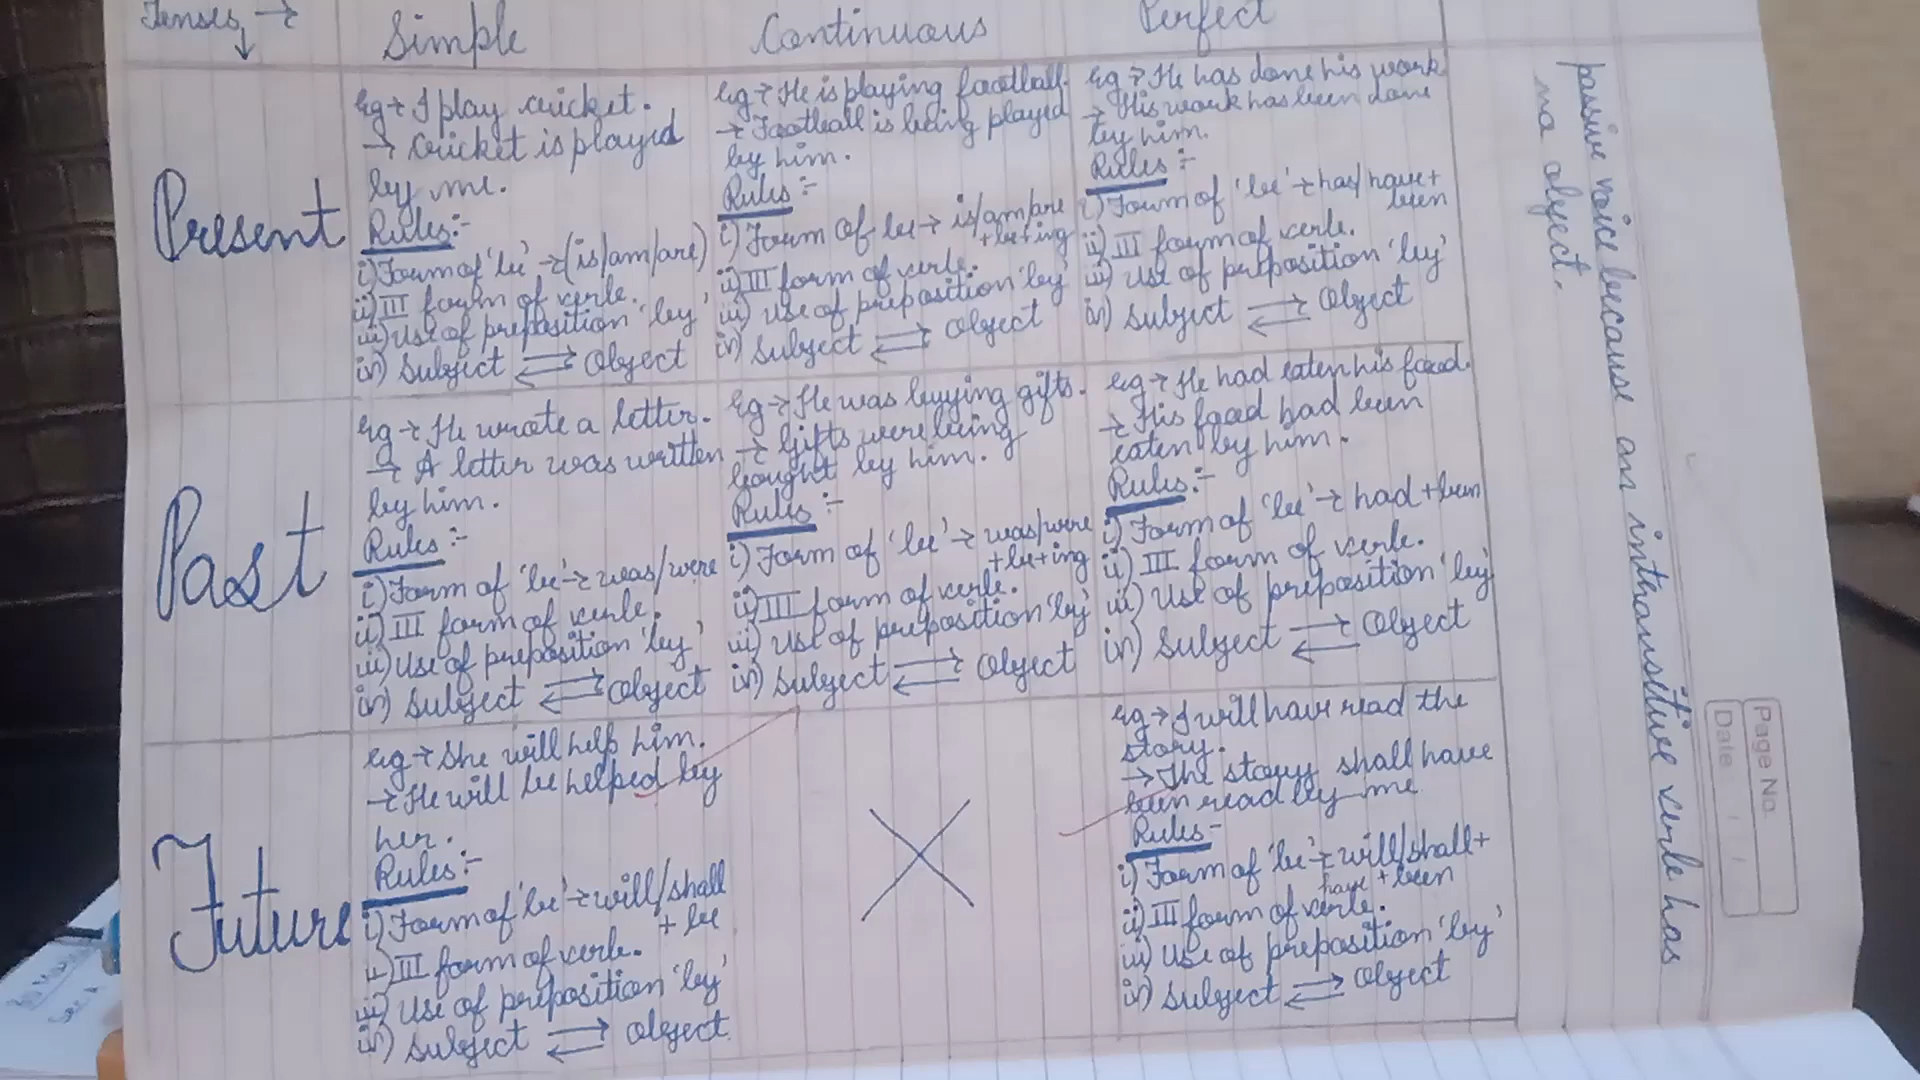 Tenses → ↓
Simple
Continuous
Perfect
Present
Eg → I play cricket.
→ Cricket is played
by me.
Rules:-
i) Form of 'be' → (is/am/are)
ii) III form of verb.
iii) Use of preposition 'by'
iv) Subject ⇄ Object
Eg → He is playing football.
→ Football is being played
by him.
Rules:-
i) Form of be → is/am/are
+be+ing
ii) III form of verb.
iii) Use of preposition 'by'
iv) Subject ⇄ Object
Eg → He has done his work
→ His work has been done
by him.
Rules:-
i) Form of 'be' → has/have+
been
ii) III form of verb.
iii) Use of preposition 'by'
iv) Subject ⇄ Object
Past
Eg → He wrote a letter.
→ A letter was written
by him.
Rules:-
i) Form of 'be' → was/were
ii) III form of verb.
iii) Use of preposition 'by'
iv) Subject ⇄ Object
Eg → He was buying gifts.
→ Gifts were being
bought by him.
Rules:-
i) Form of 'be' → was/were
+be+ing
ii) III form of verb.
iii) Use of preposition 'by'
iv) Subject ⇄ Object
Eg → He had eaten his food.
→ His food had been
eaten by him.
Rules:-
i) Form of 'be' → had + been
ii) III form of verb.
iii) Use of preposition 'by'
iv) Subject ⇄ Object
Future
Eg → She will help him.
→ He will be helped by
her.
Rules:-
i) Form of 'be' → will/shall
+ be
ii) III form of verb.
iii) Use of preposition 'by'
iv) Subject ⇄ Object
Eg → I will have read the
story.
→ The story shall have
been read by me
Rules-
i) Form of 'be' → will/shall+
have + been
ii) III form of verb.
iii) Use of preposition 'by'
iv) Subject ⇄ Object
passive voice because an intransitive verb has
no object.
Page No.
Date / /